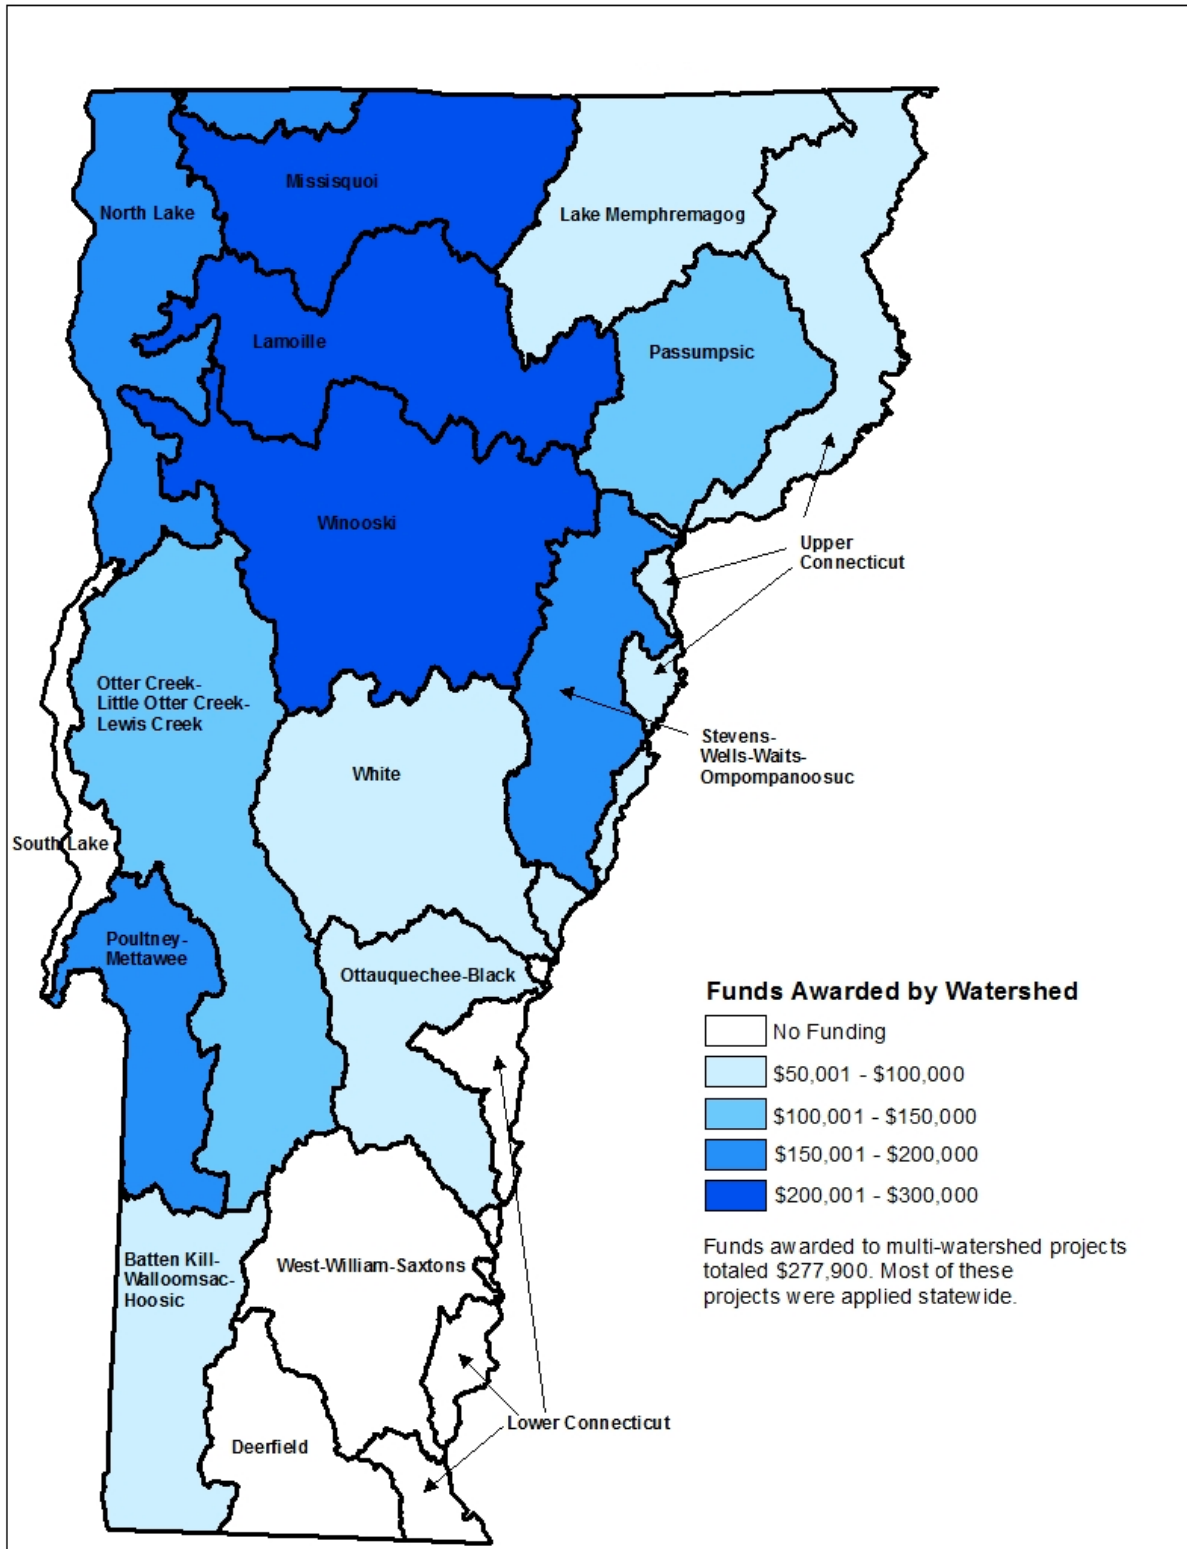 Missisquoi
North Lake
Lake Memphremagog
Lamoille
Passumpsic
Winooski
Upper
Connecticut
Otter Creek-
Little Otter Creek-
Lewis Creek
Stevens-
Wells-Waits-
Ompompanoosuc
White
South Lake
Poultney-
Mettawee
Ottauquechee-Black
Funds Awarded by Watershed
No Funding
$50,001 - $100,000
$100,001 - $150,000
$150,001 - $200,000
$200,001 - $300,000
Funds awarded to multi-watershed projects
totaled $277,900. Most of these
projects were applied statewide.
Batten Kill-
Walloomsac-
Hoosic
West-William-Saxtons
Lower Connecticut
Deerfield